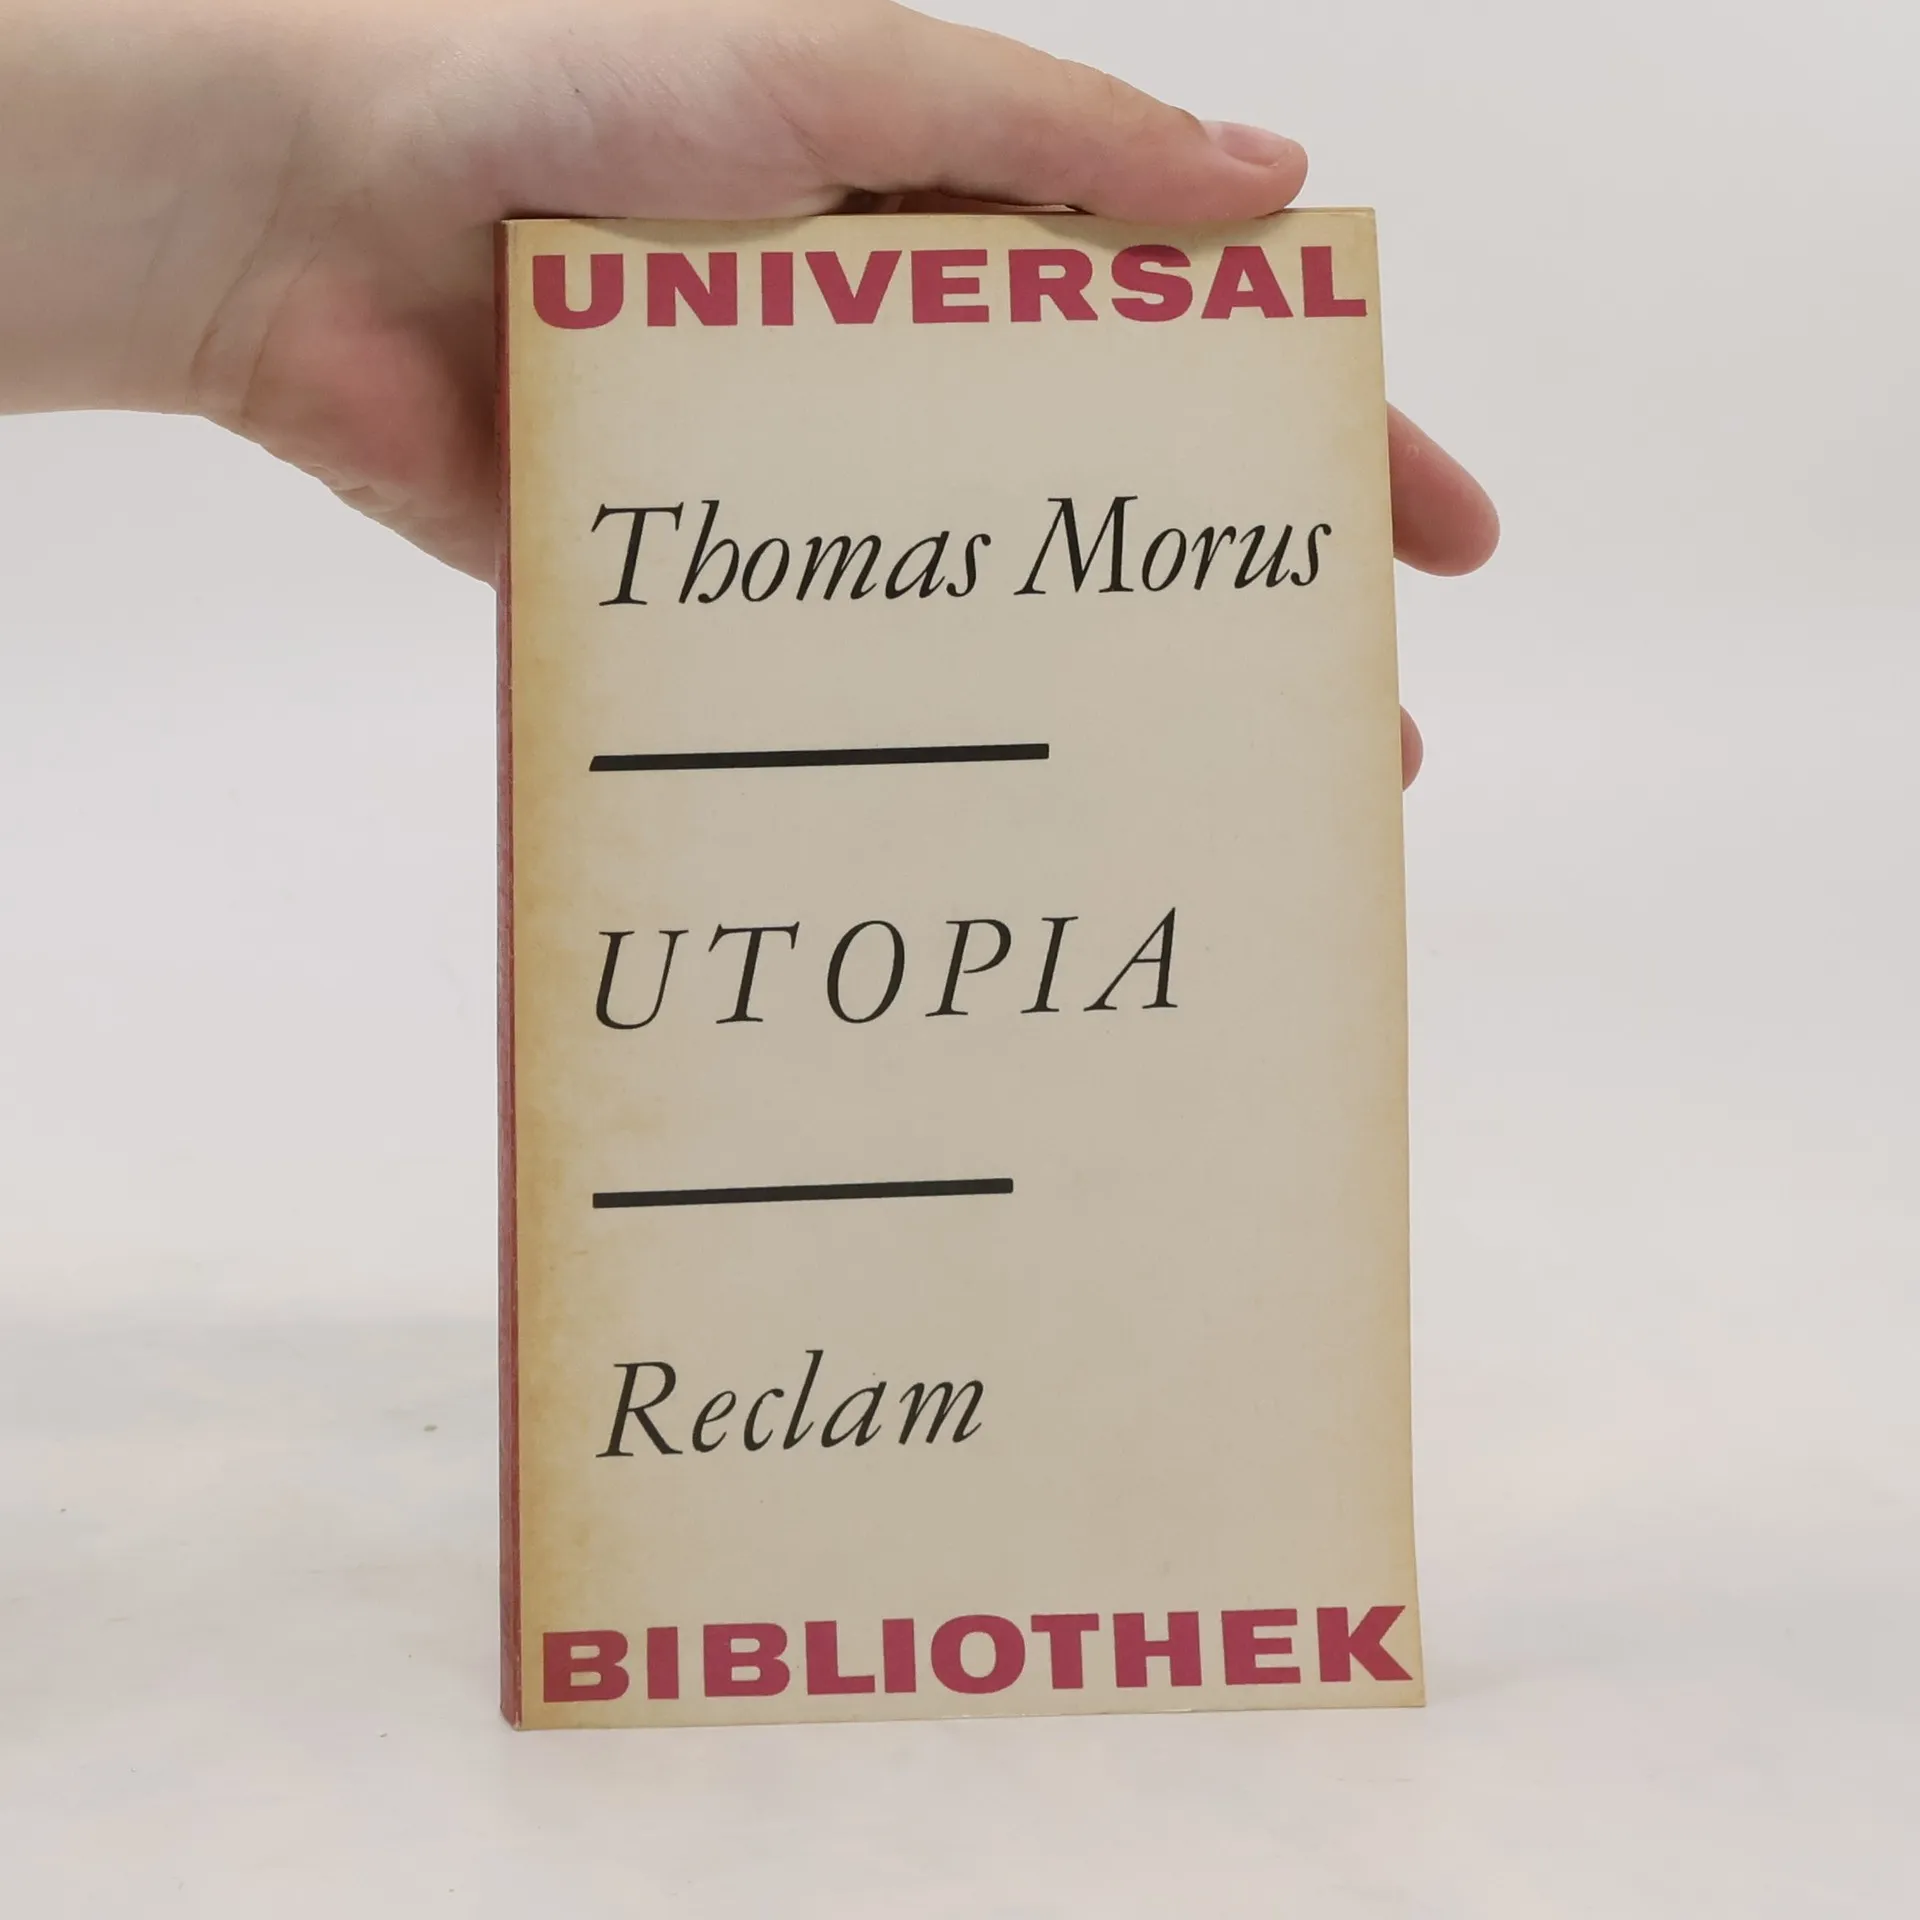 UNIVERSAL
Thomas Morus
UTOPIA
Reclam
BIBLIOTHEK